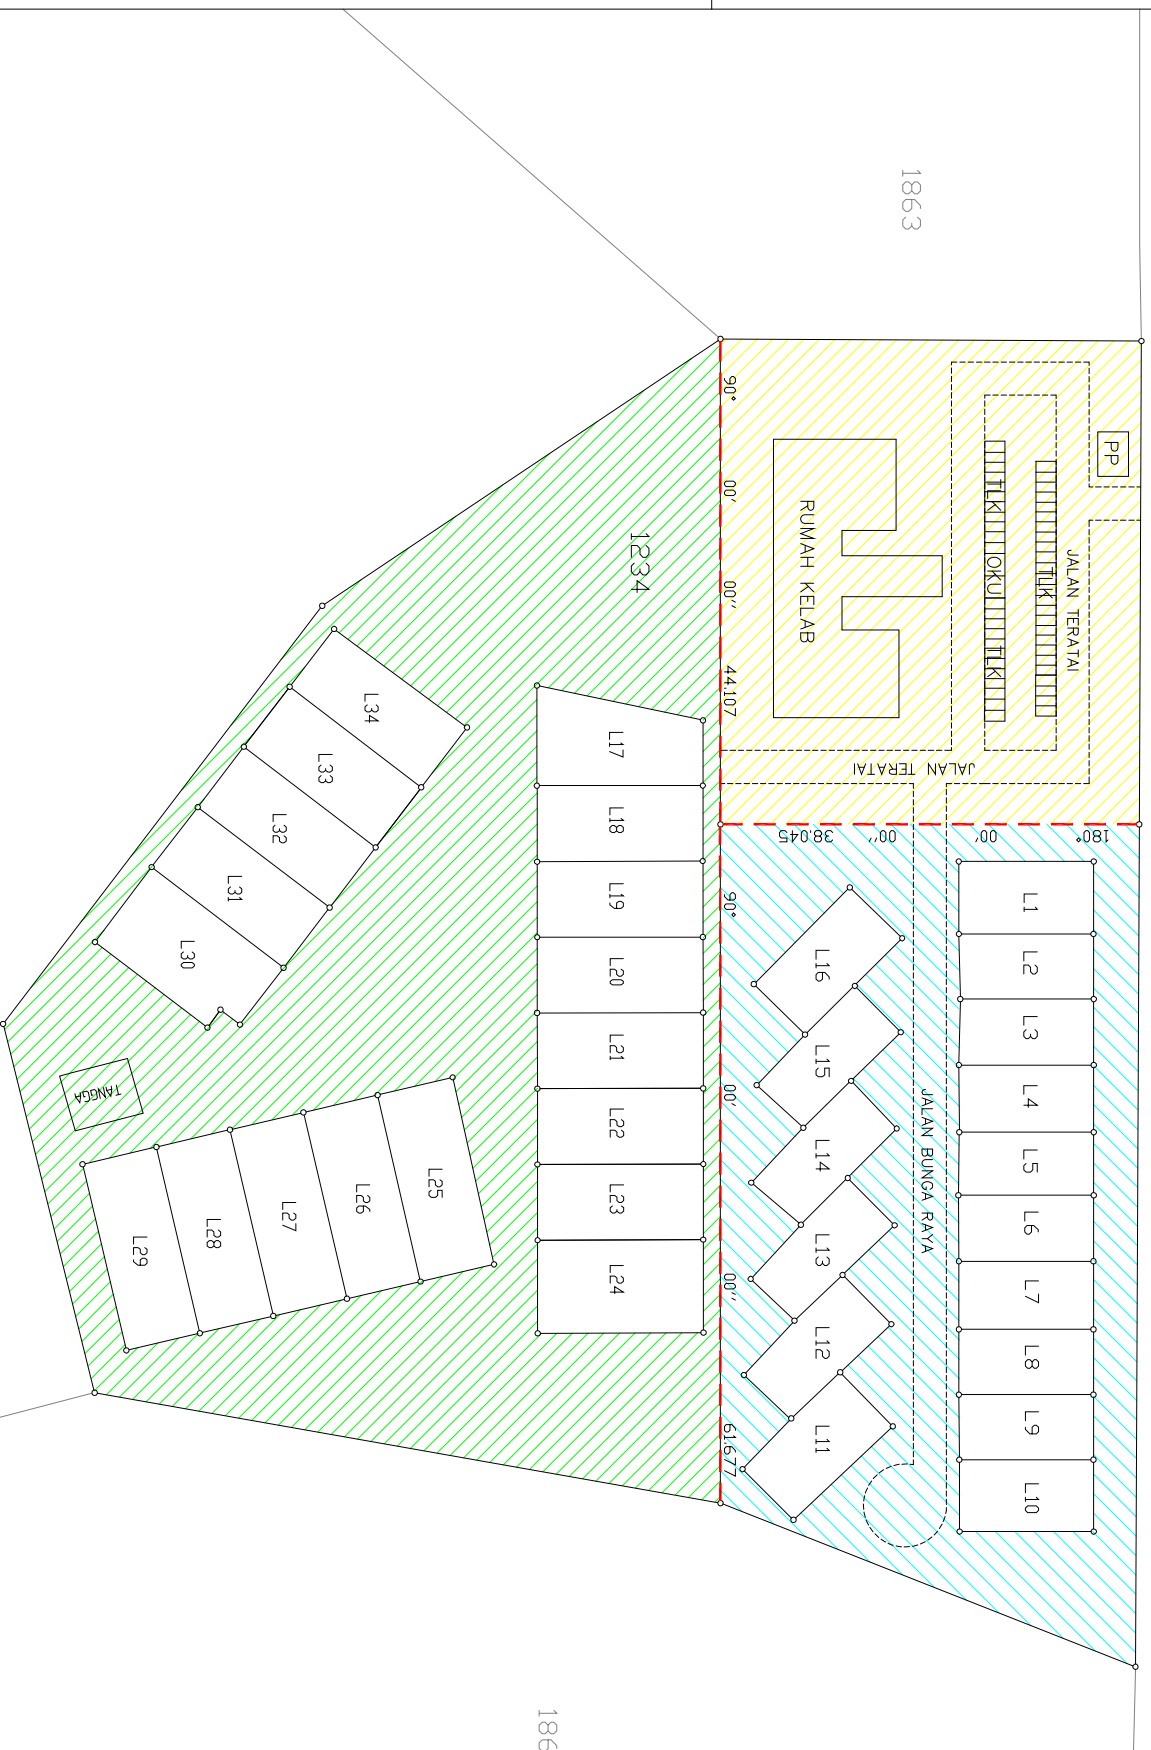 1863
PP
JALAN TERATAI
TLK
TLK
OKU
TLK
RUMAH KELAB
JALAN TERATAI
90° 00' 00'' 44.107
180° 00' 00'' 38.045
90° 00' 00'' 61.677
1234
L1
L2
L3
L4
L5
L6
L7
L8
L9
L10
JALAN BUNGA RAYA
L16
L15
L14
L13
L12
L11
L17
L18
L19
L20
L21
L22
L23
L24
L34
L33
L32
L31
L30
TANGGA
L25
L26
L27
L28
L29
186